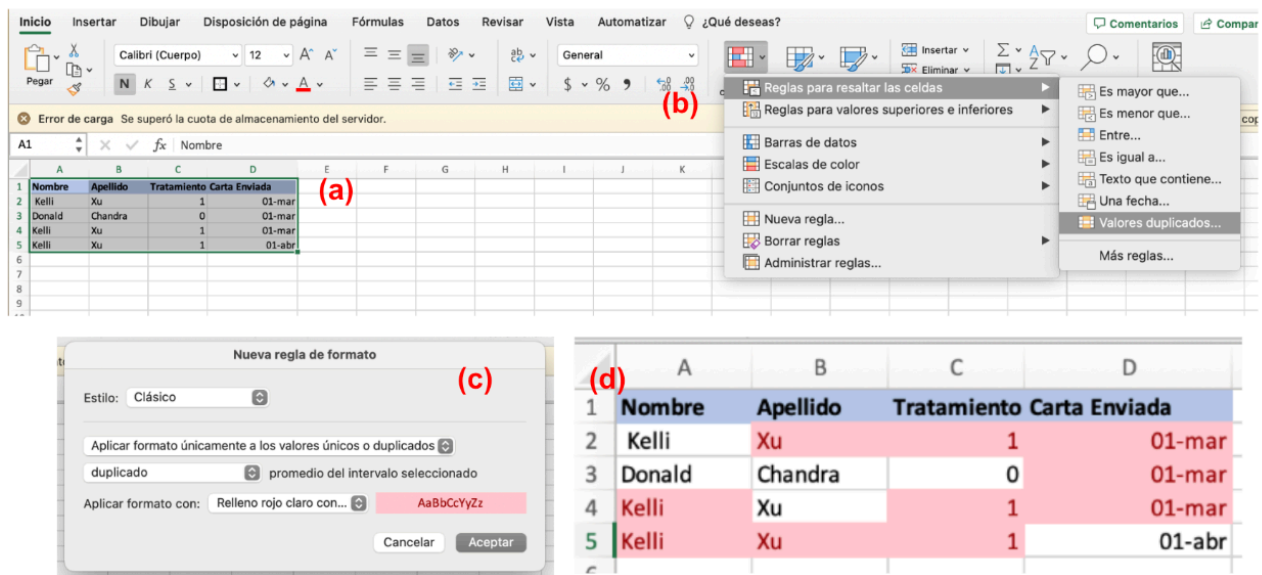 Inicio Insertar Dibujar Disposición de página Fórmulas Datos Revisar Vista Automatizar ¿Qué deseas? Comentarios Compar
Pegar
Calibri (Cuerpo) 12 A^ A˅ ab General Insertar Σ A Z
N K S A $ % 9 Eliminar
(b)
Reglas para resaltar las celdas
Reglas para valores superiores e inferiores
Barras de datos
Escalas de color
Conjuntos de iconos
Nueva regla...
Borrar reglas
Administrar reglas...
Es mayor que...
Es menor que...
Entre...
Es igual a...
Texto que contiene...
Una fecha...
Valores duplicados...
Más reglas...
Error de carga Se superó la cuota de almacenamiento del servidor. cop
A1 fx Nombre
A B C D E F G H I J K
1 Nombre Apellido Tratamiento Carta Enviada
2 Kelli Xu 1 01-mar
3 Donald Chandra 0 01-mar
4 Kelli Xu 1 01-mar
5 Kelli Xu 1 01-abr
6
7
8
9
(a)
Nueva regla de formato
(c)
Estilo: Clásico
Aplicar formato únicamente a los valores únicos o duplicados
duplicado promedio del intervalo seleccionado
Aplicar formato con: Relleno rojo claro con... AaBbCcYyZz
Cancelar Aceptar
(d)
A B C D
1 Nombre Apellido Tratamiento Carta Enviada
2 Kelli Xu 1 01-mar
3 Donald Chandra 0 01-mar
4 Kelli Xu 1 01-mar
5 Kelli Xu 1 01-abr